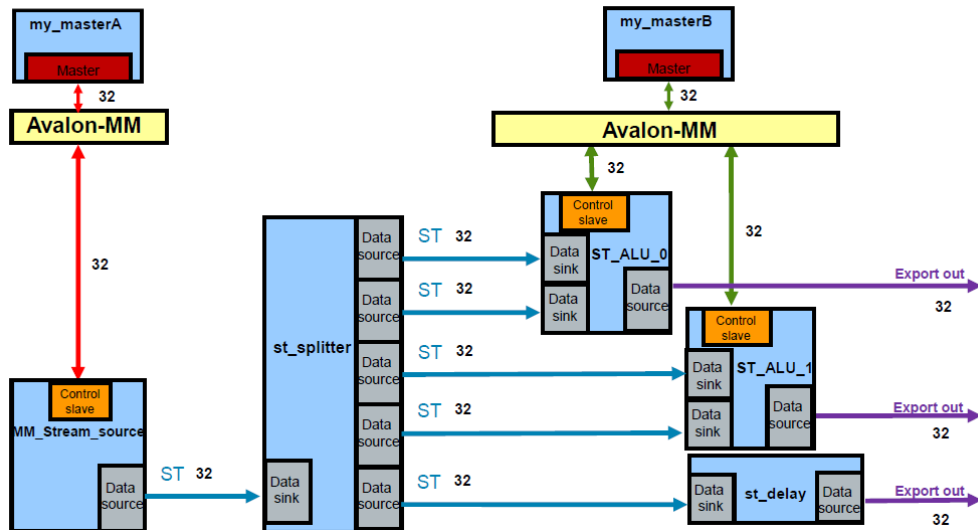 my_masterA
Master
32
Avalon-MM
32
my_masterB
Master
32
Avalon-MM
32
32
Control
slave
MM_Stream_source
Data
source
ST 32
st_splitter
Data
sink
Data
source
Data
source
Data
source
Data
source
Data
source
ST 32
ST 32
ST 32
ST 32
ST 32
Control
slave
ST_ALU_0
Data
sink
Data
sink
Data
source
Export out
32
Control
slave
ST_ALU_1
Data
sink
Data
sink
Data
source
Export out
32
st_delay
Data
sink
Data
source
Export out
32